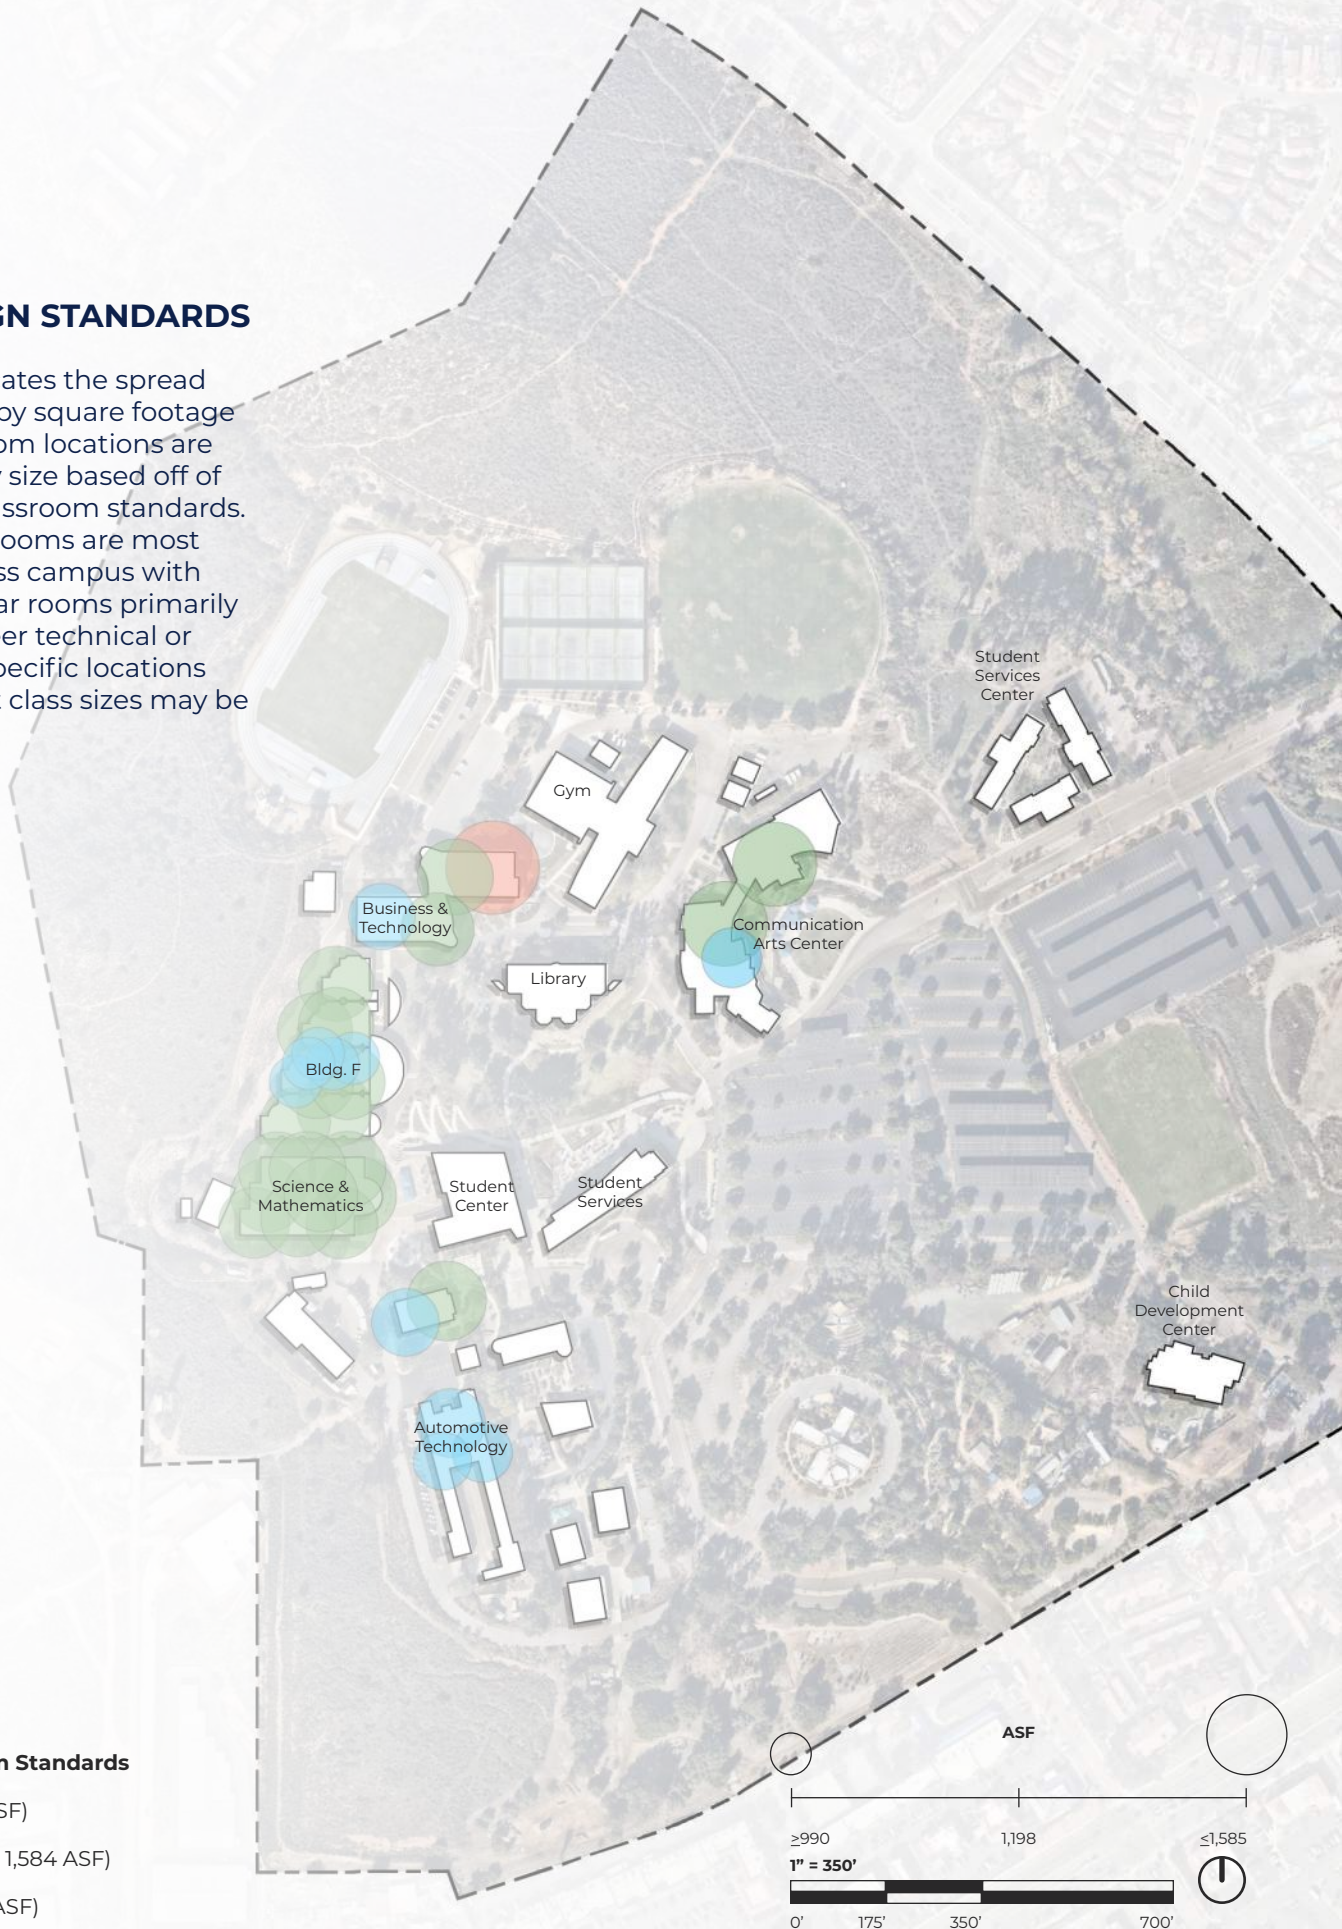 GN STANDARDS
ates the spread
by square footage
om locations are
y size based off of
assroom standards.
rooms are most
ss campus with
ar rooms primarily
eer technical or
pecific locations
t class sizes may be
Student
Services
Center
Gym
Business &
Technology
Communication
Arts Center
Library
Bldg. F
Science &
Mathematics
Student
Center
Student
Services
Child
Development
Center
Automotive
Technology
m Standards
SF)
1,584 ASF)
ASF)
ASF
≥990
1,198
≤1,585
1” = 350’
0’
175’
350’
700’